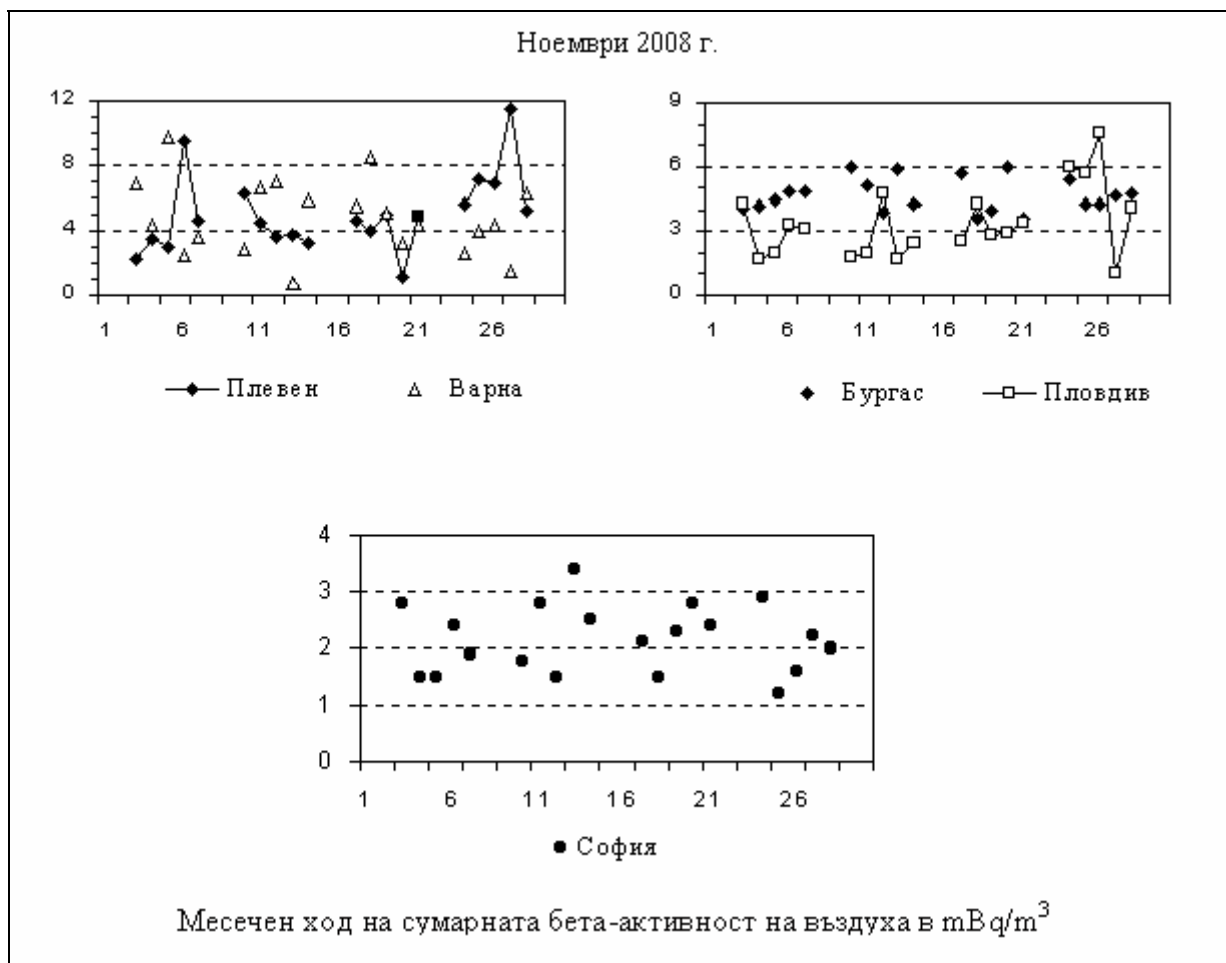 Ноември 2008 г.
12
8
4
0
1 6 11 16 21 26
Плевен Варна
9
6
3
0
1 6 11 16 21 26
Бургас Пловдив
4
3
2
1
0
1 6 11 16 21 26
София
Месечен ход на сумарната бета-активност на въздуха в mBq/m³